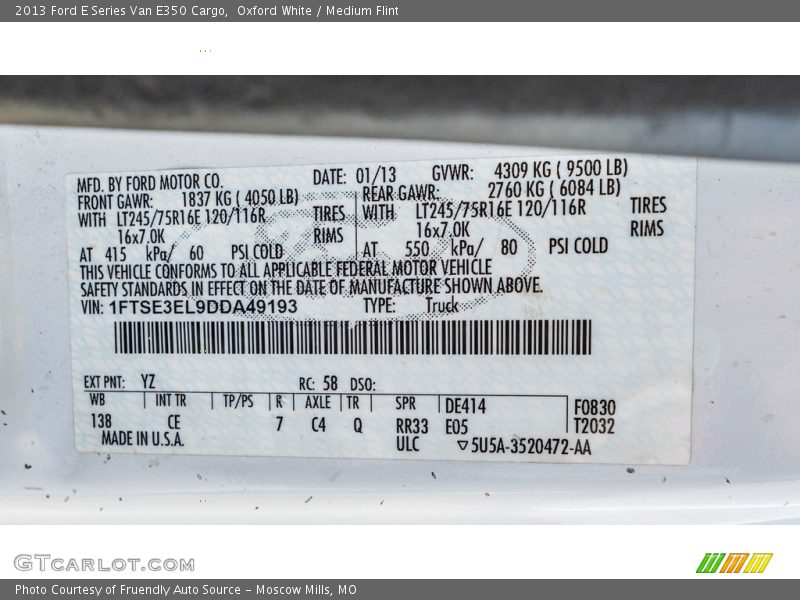 2013 Ford E Series Van E350 Cargo,  Oxford White / Medium Flint
MFD. BY FORD MOTOR CO. DATE: 01/13 GVWR: 4309 KG ( 9500 LB)
FRONT GAWR: 1837 KG ( 4050 LB) REAR GAWR: 2760 KG ( 6084 LB)
WITH LT245/75R16E 120/116R TIRES WITH LT245/75R16E 120/116R TIRES
16x7.0K RIMS 16x7.0K RIMS
AT 415 kPa/ 60 PSI COLD AT 550 kPa/ 80 PSI COLD
THIS VEHICLE CONFORMS TO ALL APPLICABLE FEDERAL MOTOR VEHICLE
SAFETY STANDARDS IN EFFECT ON THE DATE OF MANUFACTURE SHOWN ABOVE.
VIN: 1FTSE3EL9DDA49193 TYPE: Truck
EXT PNT: YZ RC: 58 DSO:
WB INT TR TP/PS R AXLE TR SPR DE414 F0830
138 CE 7 C4 Q RR33 E05 T2032
MADE IN U.S.A. ULC ▽5U5A-3520472-AA
GTCARLOT.COM
Photo Courtesy of Fruendly Auto Source – Moscow Mills, MO